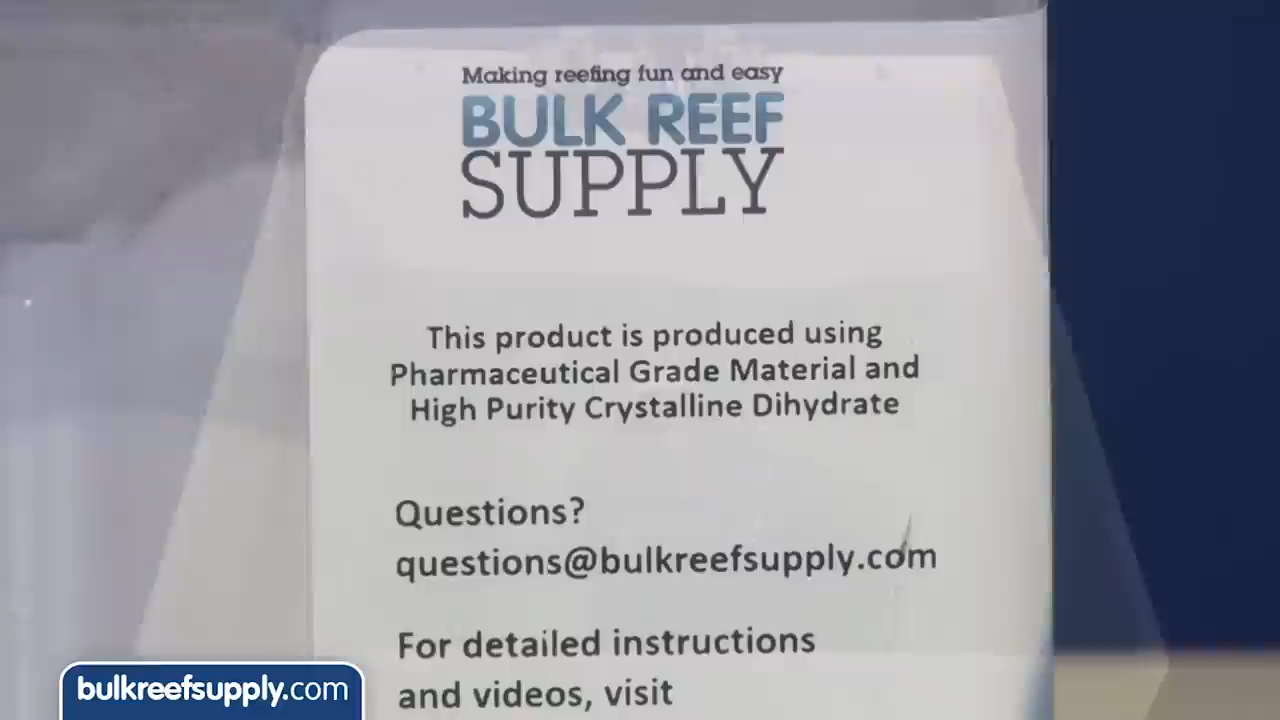 Making reefing fun and easy
BULK REEF
SUPPLY
This product is produced using
Pharmaceutical Grade Material and
High Purity Crystalline Dihydrate
Questions?
questions@bulkreefsupply.com
For detailed instructions
and videos, visit
bulkreefsupply.com